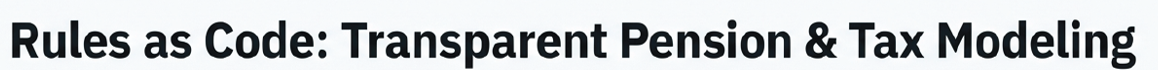 Rules as Code: Transparent Pension & Tax Modeling